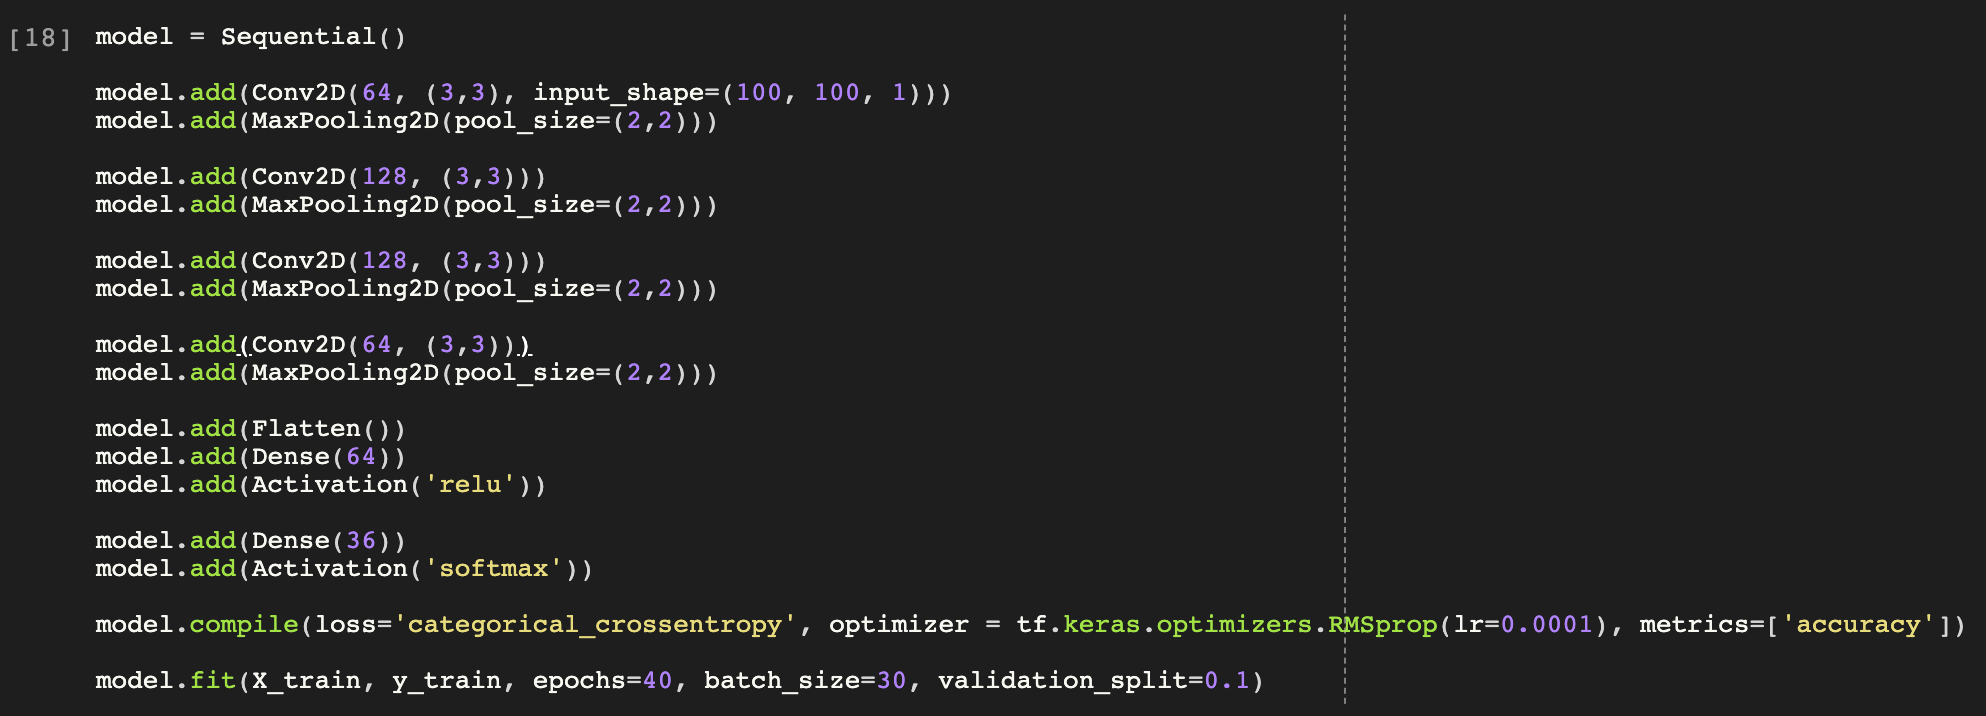 [18] model = Sequential()
model.add(Conv2D(64, (3,3), input_shape=(100, 100, 1)))
model.add(MaxPooling2D(pool_size=(2,2)))
model.add(Conv2D(128, (3,3)))
model.add(MaxPooling2D(pool_size=(2,2)))
model.add(Conv2D(128, (3,3)))
model.add(MaxPooling2D(pool_size=(2,2)))
model.add(Conv2D(64, (3,3)))
model.add(MaxPooling2D(pool_size=(2,2)))
model.add(Flatten())
model.add(Dense(64))
model.add(Activation('relu'))
model.add(Dense(36))
model.add(Activation('softmax'))
model.compile(loss='categorical_crossentropy', optimizer = tf.keras.optimizers.RMSprop(lr=0.0001), metrics=['accuracy'])
model.fit(X_train, y_train, epochs=40, batch_size=30, validation_split=0.1)